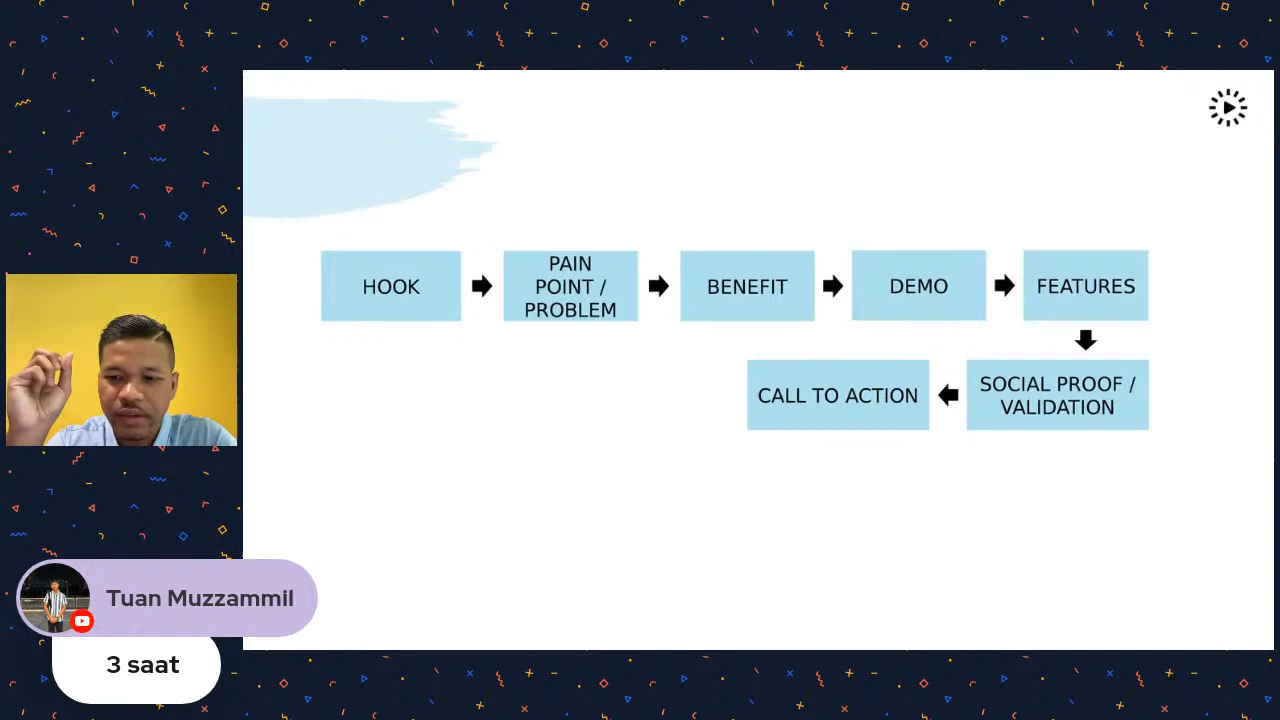 HOOK
PAIN
POINT /
PROBLEM
BENEFIT
DEMO
FEATURES
SOCIAL PROOF /
VALIDATION
CALL TO ACTION
Tuan Muzzammil
3 saat